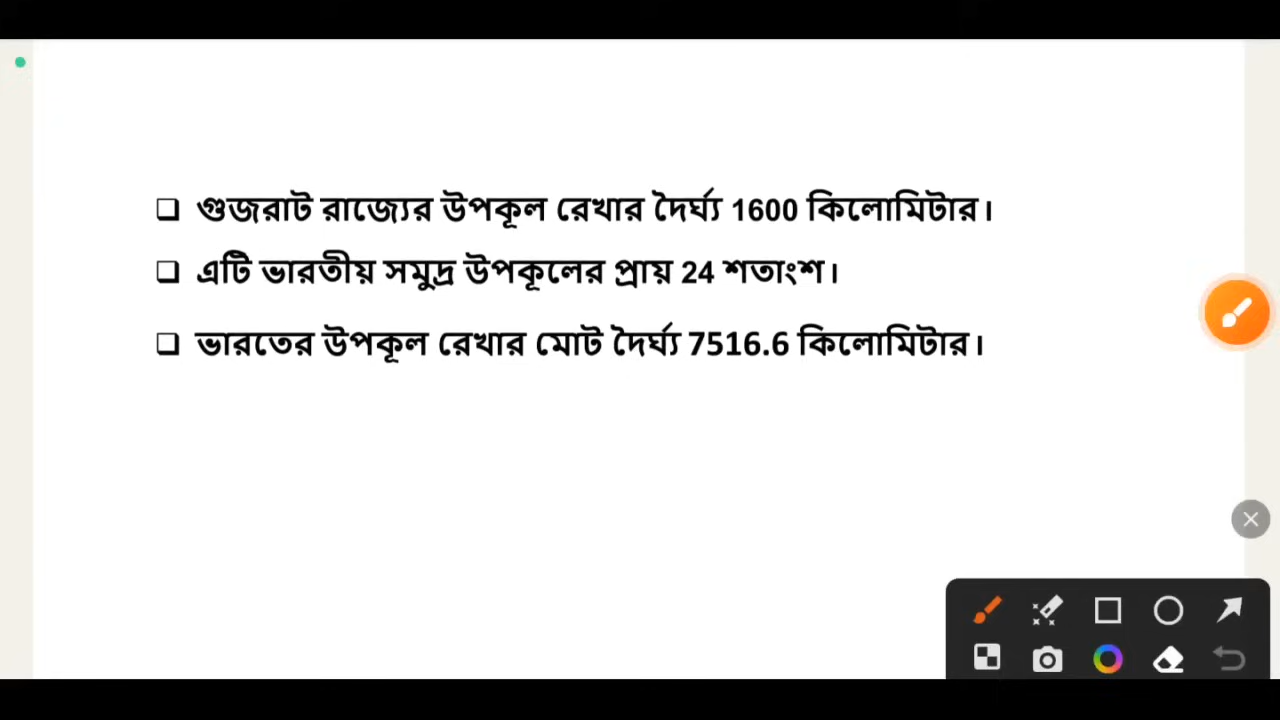 ❑ গুজরাট রাজ্যের উপকূল রেখার দৈর্ঘ্য 1600 কিলোমিটার।
❑ এটি ভারতীয় সমুদ্র উপকূলের প্রায় 24 শতাংশ।
❑ ভারতের উপকূল রেখার মোট দৈর্ঘ্য 7516.6 কিলোমিটার।